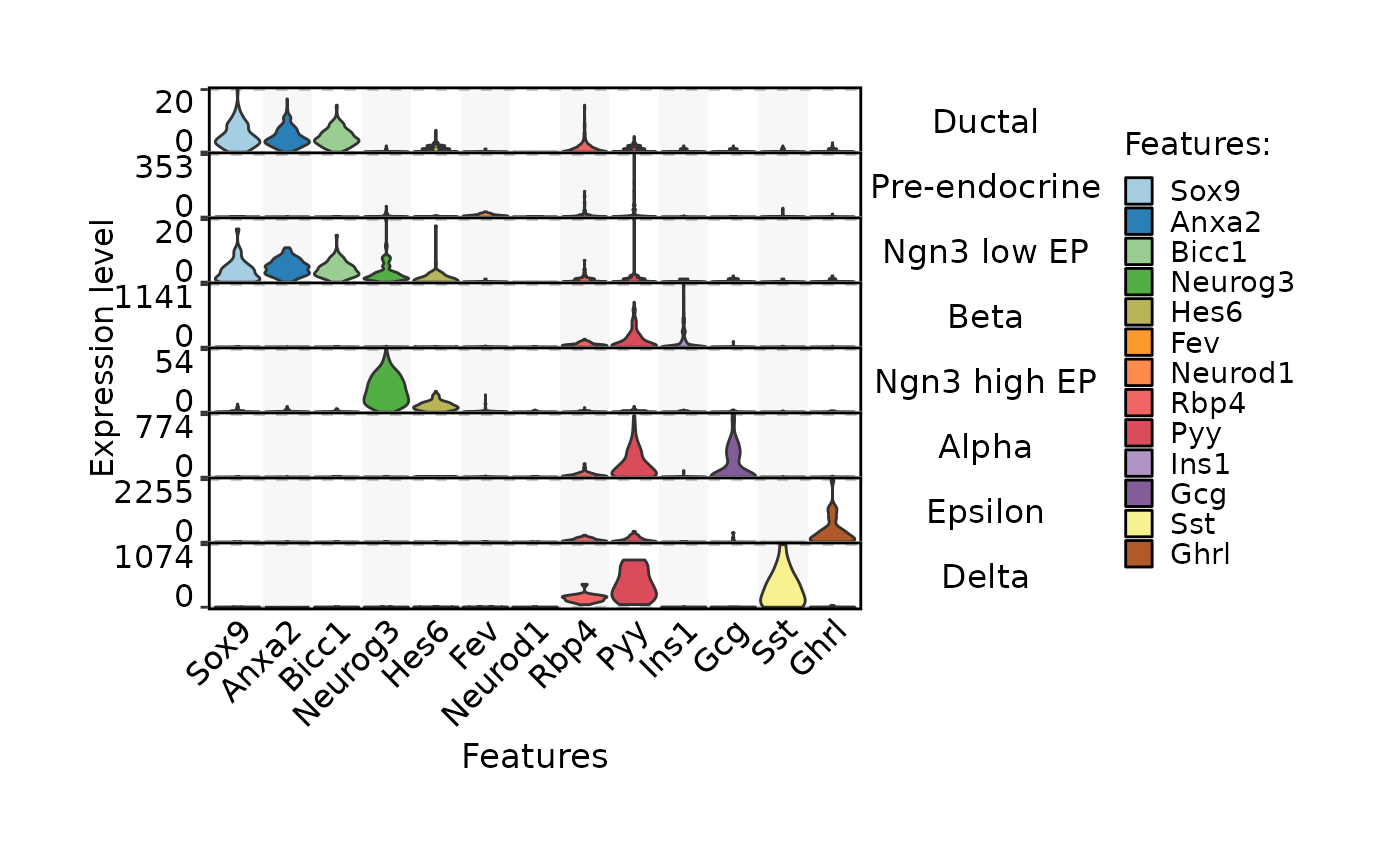 Expression level
20
0
Ductal
353
0
Pre-endocrine
20
0
Ngn3 low EP
1141
0
Beta
54
0
Ngn3 high EP
774
0
Alpha
2255
0
Epsilon
1074
0
Delta
Sox9
Anxa2
Bicc1
Neurog3
Hes6
Fev
Neurod1
Rbp4
Pyy
Ins1
Gcg
Sst
Ghrl
Features
Features:
Sox9
Anxa2
Bicc1
Neurog3
Hes6
Fev
Neurod1
Rbp4
Pyy
Ins1
Gcg
Sst
Ghrl